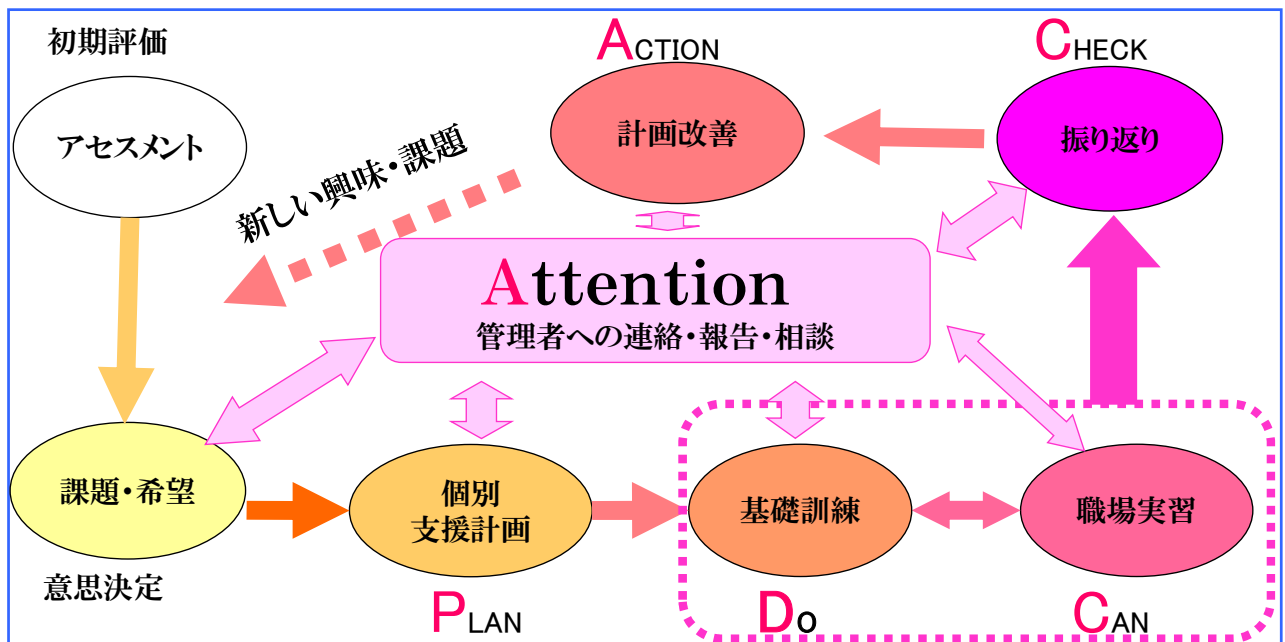 初期評価
アセスメント
ACTION
計画改善
CHECK
振り返り
新しい興味・課題
Attention
管理者への連絡・報告・相談
課題・希望
意思決定
個別
支援計画
PLAN
基礎訓練
Do
職場実習
CAN